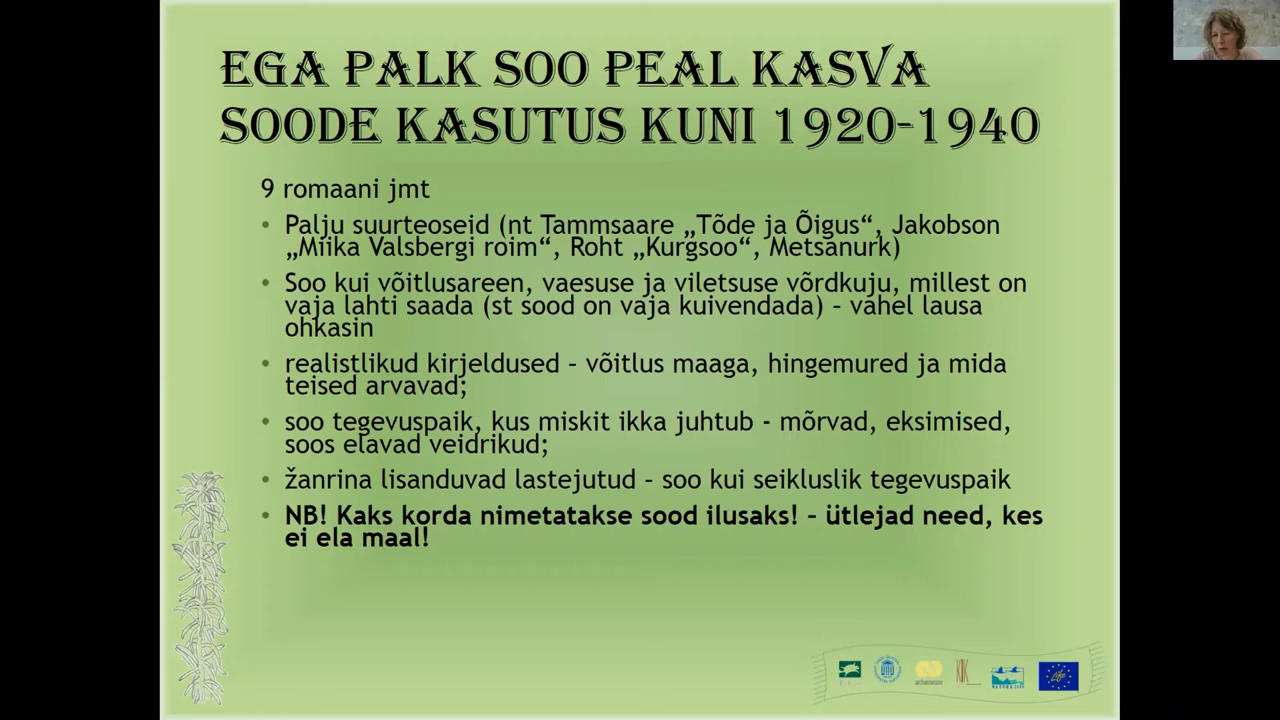 EGA PALK SOO PEAL KASVA
SOODE KASUTUS KUNI 1920-1940
9 romaani jmt
• Palju suurteoseid (nt Tammsaare „Tõde ja Õigus“, Jakobson
„Miika Valsbergi roim“, Roht „Kurgsoo“, Metsanurk)
• Soo kui võitlusareen, vaesuse ja viletsuse võrdkuju, millest on
vaja lahti saada (st sood on vaja kuivendada) – vahel lausa
ohkasin
• realistlikud kirjeldused – võitlus maaga, hingemured ja mida
teised arvavad;
• soo tegevuspaik, kus miskit ikka juhtub - mõrvad, eksimised,
soos elavad veidrikud;
• žanrina lisanduvad lastejutud – soo kui seikluslik tegevuspaik
• NB! Kaks korda nimetatakse sood ilusaks! – ütlejad need, kes
ei ela maal!